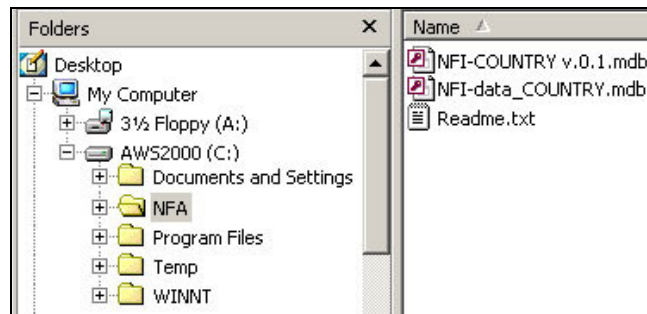 Folders
Desktop
My Computer
3½ Floppy (A:)
AWS2000 (C:)
Documents and Settings
NFA
Program Files
Temp
WINNT
Name
NFI-COUNTRY v.0.1.mdb
NFI-data_COUNTRY.mdb
Readme.txt